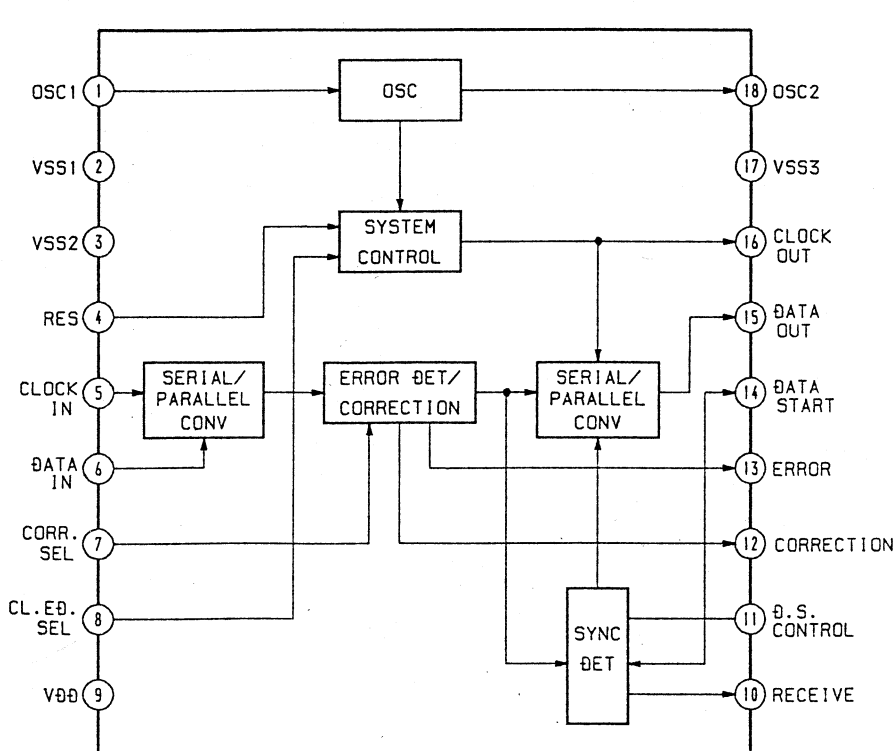 OSC1 1 OSC 18 OSC2
VSS1 2 17 VSS3
VSS2 3 SYSTEM
CONTROL 16 CLOCK
OUT
RES 4 15 DATA
OUT
CLOCK
IN 5 SERIAL/
PARALLEL
CONV
ERROR DET/
CORRECTION
SERIAL/
PARALLEL
CONV
14 DATA
START
DATA
IN 6 13 ERROR
CORR.
SEL 7 12 CORRECTION
CL.ED.
SEL 8 SYNC
DET
11 D.S.
CONTROL
VDD 9 10 RECEIVE